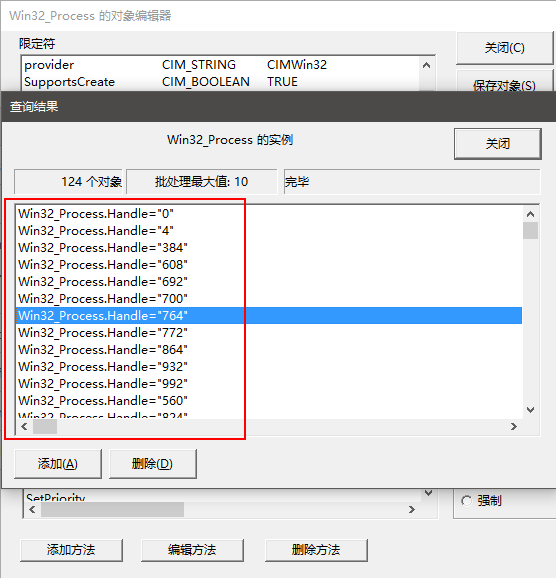 Win32_Process 的对象编辑器
限定符
provider CIM_STRING CIMWin32
SupportsCreate CIM_BOOLEAN TRUE
关闭(C)
保存对象(S)
查询结果
Win32_Process 的实例
关闭
124 个对象
批处理最大值: 10
完毕
Win32_Process.Handle="0"
Win32_Process.Handle="4"
Win32_Process.Handle="384"
Win32_Process.Handle="608"
Win32_Process.Handle="692"
Win32_Process.Handle="700"
Win32_Process.Handle="764"
Win32_Process.Handle="772"
Win32_Process.Handle="864"
Win32_Process.Handle="932"
Win32_Process.Handle="992"
Win32_Process.Handle="560"
Win32_Process.Handle="824"
添加(A)
删除(D)
SetPriority
强制
添加方法
编辑方法
删除方法